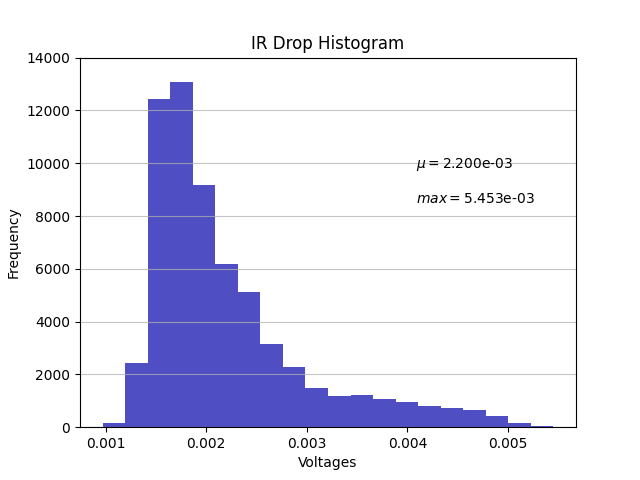 IR Drop Histogram
14000
12000
10000
8000
6000
4000
2000
0
Frequency
μ = 2.200e-03
max = 5.453e-03
0.001 0.002 0.003 0.004 0.005
Voltages